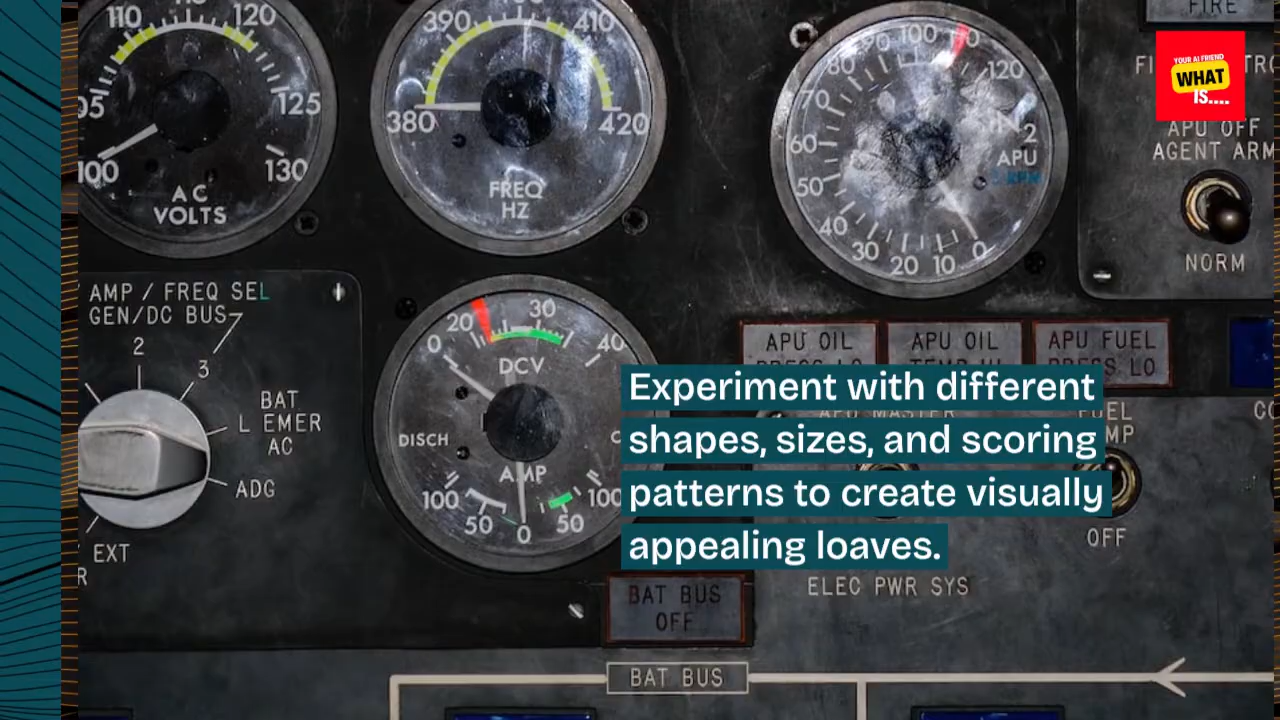 110
120
105
125
100
130
AC
VOLTS
390
410
380
420
FREQ
HZ
100
120
80
70
60
50
40
30
20
10
0
N2
APU
FIRE
YOUR AI FRIEND
WHAT
IS....
APU OFF
AGENT ARM
NORM
AMP / FREQ SEL
GEN/DC BUS
2
3
BAT
L EMER
AC
ADG
EXT
0
20
30
40
DCV
DISCH
AMP
100
50
0
50
100
APU OIL
APU OIL
APU FUEL
PRESS LO
Experiment with different
shapes, sizes, and scoring
patterns to create visually
appealing loaves.
OFF
ELEC PWR SYS
BAT BUS
OFF
BAT BUS